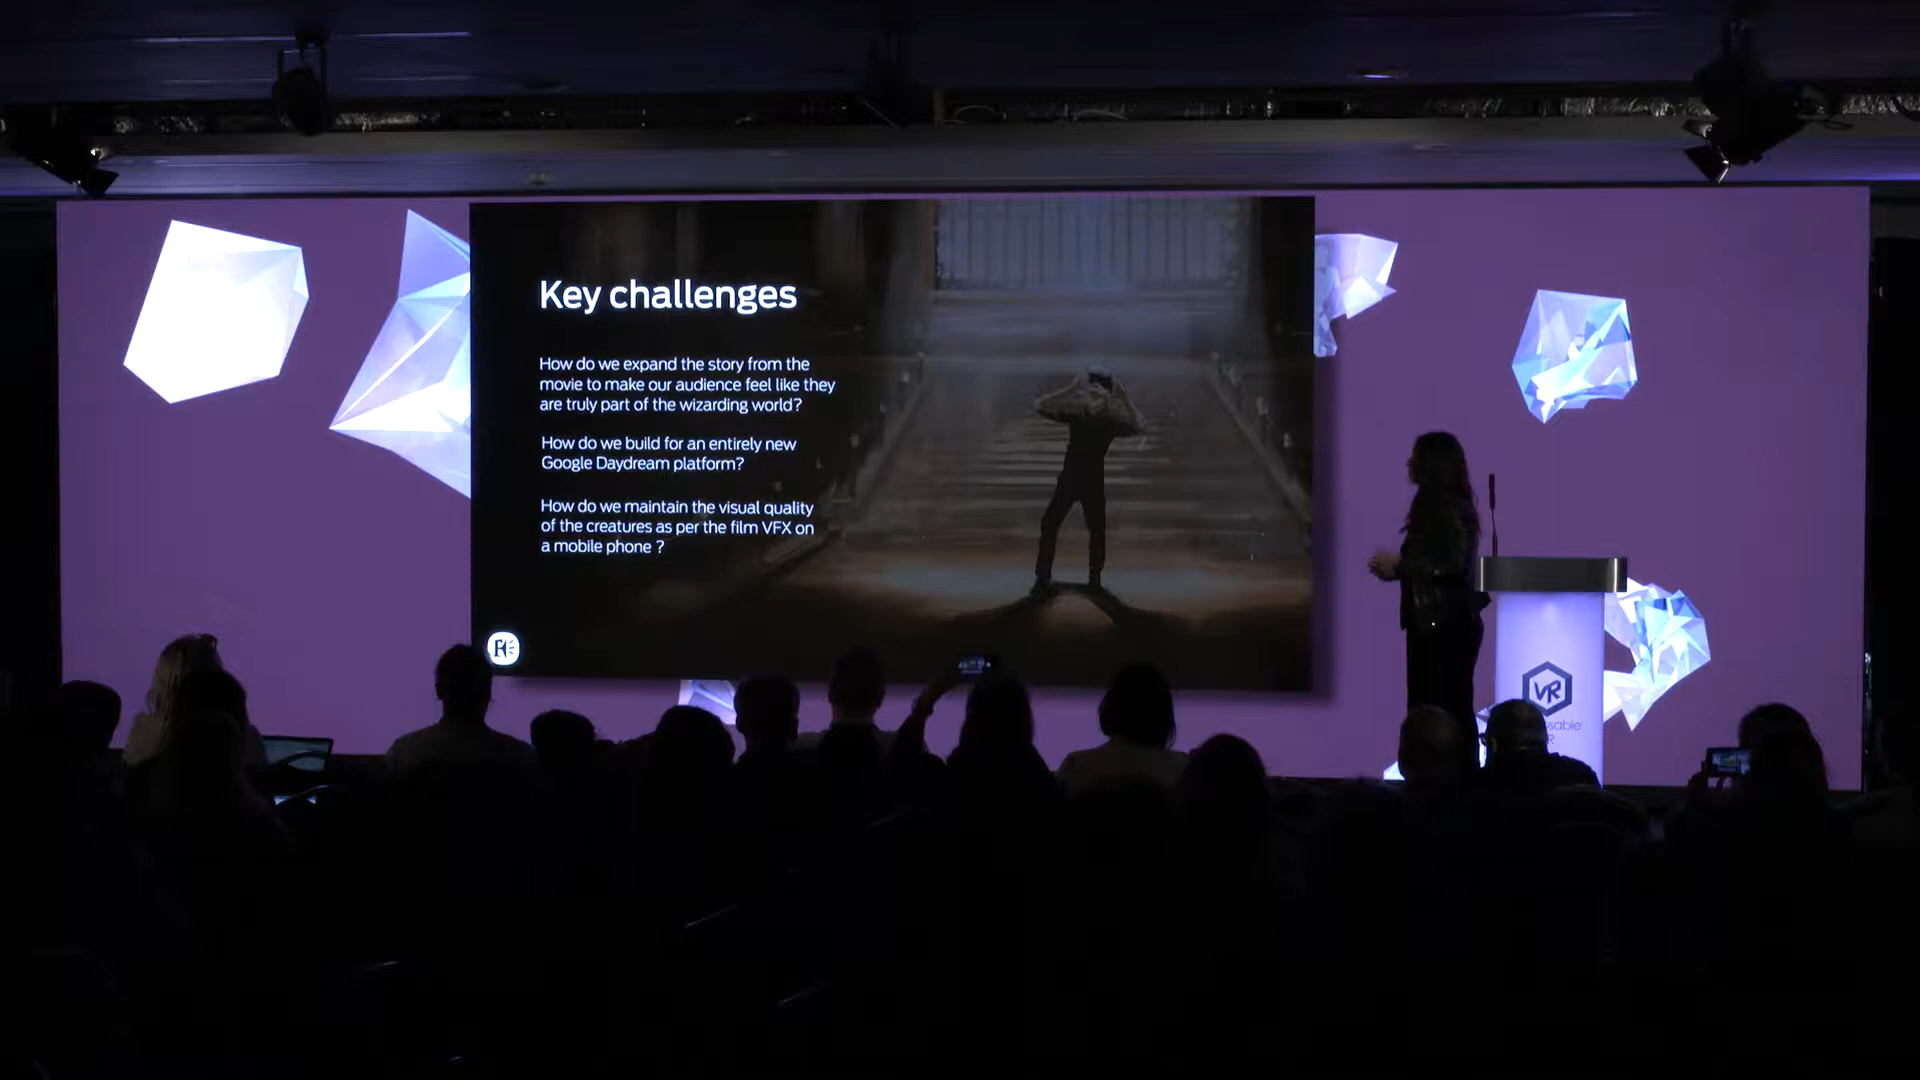 Key challenges
How do we expand the story from the
movie to make our audience feel like they
are truly part of the wizarding world?
How do we build for an entirely new
Google Daydream platform?
How do we maintain the visual quality
of the creatures as per the film VFX on
a mobile phone ?
VR